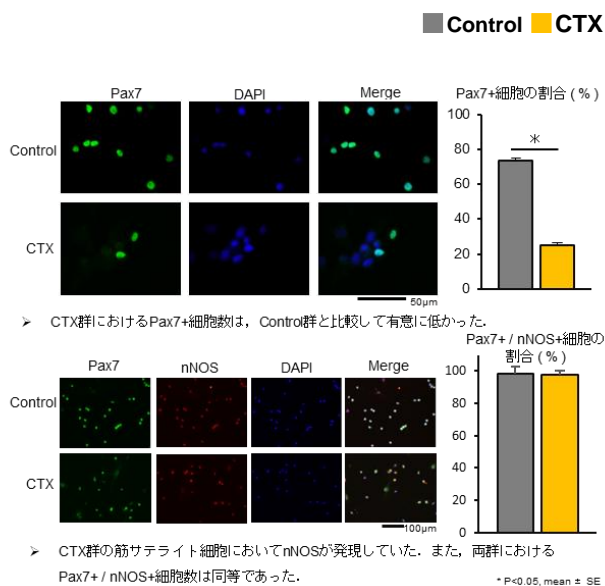 Control CTX
Pax7 DAPI Merge Pax7+細胞の割合 ( % )
100
Control
80
*
60
CTX
40
20
0
50μm
➢ CTX群におけるPax7+細胞数は，Control群と比較して有意に低かった.
Pax7+ / nNOS+細胞の
割合 ( % )
Pax7 nNOS DAPI Merge
Control
100
80
60
CTX
40
20
0
100μm
➢ CTX群の筋サテライト細胞においてnNOSが発現していた．また，両群における
Pax7+ / nNOS+細胞数は同等であった．
* P<0.05, mean ± SE